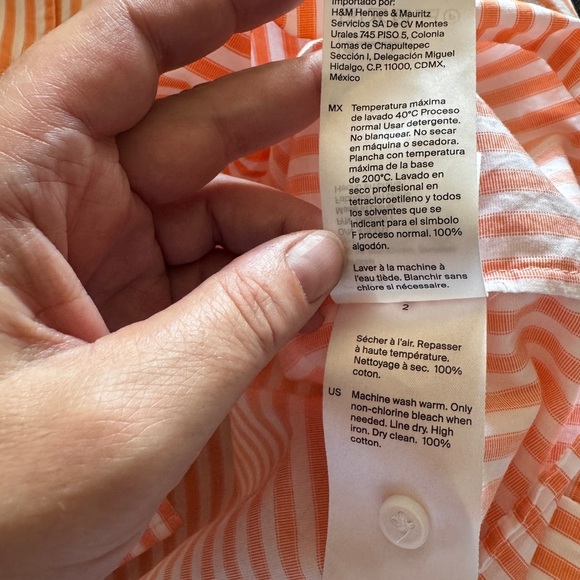 Importado por:
H&M Hennes & Mauritz
Servicios SA De CV Montes
Urales 745 PISO 5, Colonia
Lomas de Chapultepec
Sección I, Delegación Miguel
Hidalgo, C.P. 11000, CDMX,
México
MX Temperatura máxima
de lavado 40°C Proceso
normal Usar detergente.
No blanquear. No secar
en máquina o secadora.
Plancha con temperatura
máxima de la base
de 200°C. Lavado en
seco profesional en
tetracloroetileno y todos
los solventes que se
indicant para el simbolo
F proceso normal. 100%
algodón.
Laver à la machine à
l'eau tiède. Blanchir sans
chlore si nécessaire.
2
Sécher à l'air. Repasser
à haute température.
Nettoyage à sec. 100%
coton.
US Machine wash warm. Only
non-chlorine bleach when
needed. Line dry. High
iron. Dry clean. 100%
cotton.